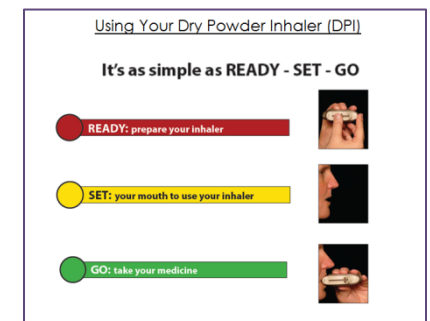 Using Your Dry Powder Inhaler (DPI)
It's as simple as READY - SET - GO
READY: prepare your inhaler
SET: your mouth to use your inhaler
GO: take your medicine